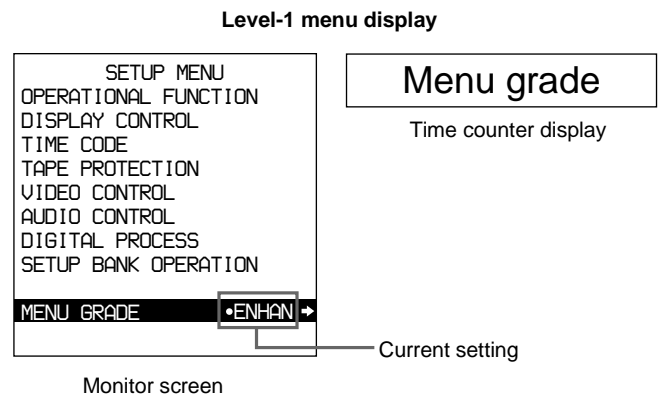 Level-1 menu display
SETUP MENU
OPERATIONAL FUNCTION
DISPLAY CONTROL
TIME CODE
TAPE PROTECTION
VIDEO CONTROL
AUDIO CONTROL
DIGITAL PROCESS
SETUP BANK OPERATION
MENU GRADE •ENHAN →
Monitor screen
Menu grade
Time counter display
Current setting